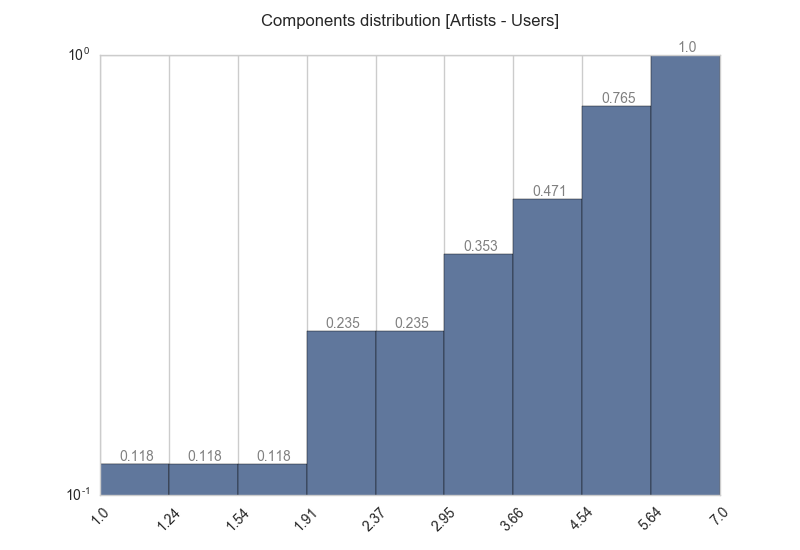 Components distribution [Artists - Users]
10⁰
1.0
0.765
0.471
0.353
0.235 0.235
0.118 0.118 0.118
10⁻¹
1.0 1.24 1.54 1.91 2.37 2.95 3.66 4.54 5.64 7.0